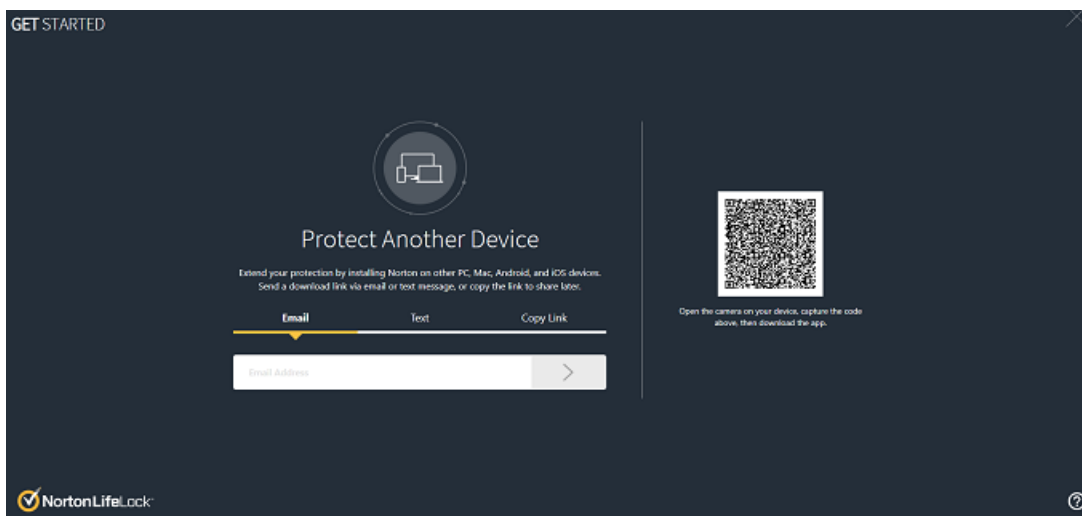 GET STARTED
Protect Another Device
Extend your protection by installing Norton on other PC, Mac, Android, and iOS devices.
Send a download link via email or text message, or copy the link to share later.
Email Text Copy Link
Email Address
Open the camera on your device, capture the code
above, then download the app.
NortonLifeLock